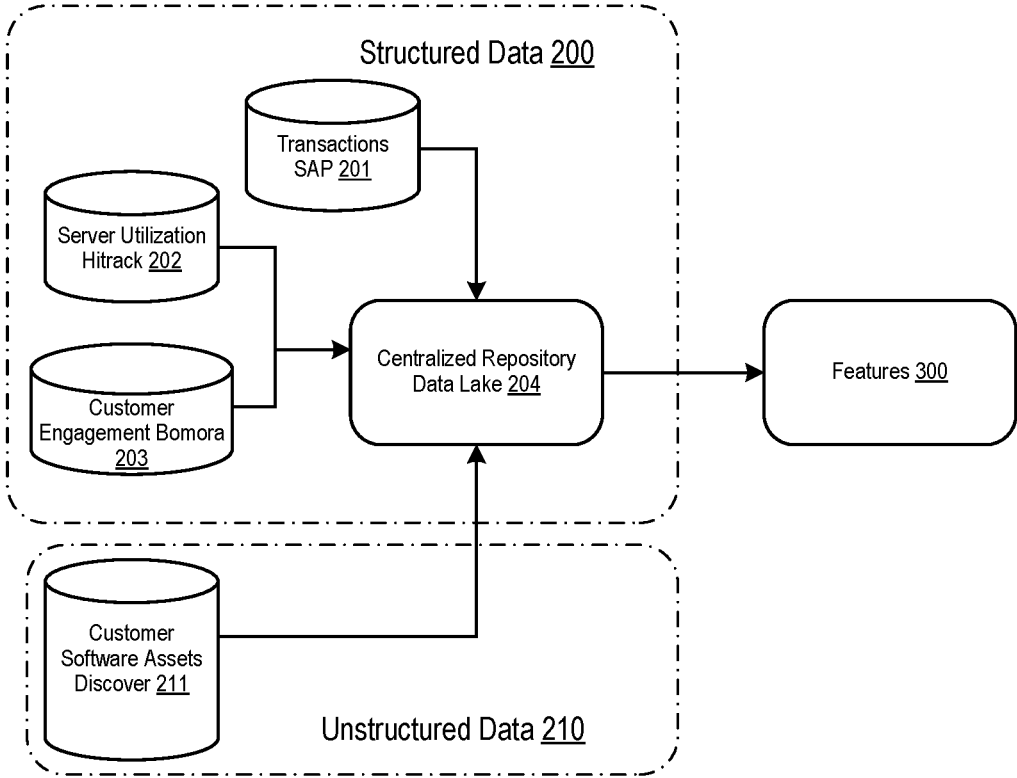 Structured Data 200
Transactions
SAP 201
Server Utilization
Hitrack 202
Customer
Engagement Bomora
203
Centralized Repository
Data Lake 204
Features 300
Customer
Software Assets
Discover 211
Unstructured Data 210